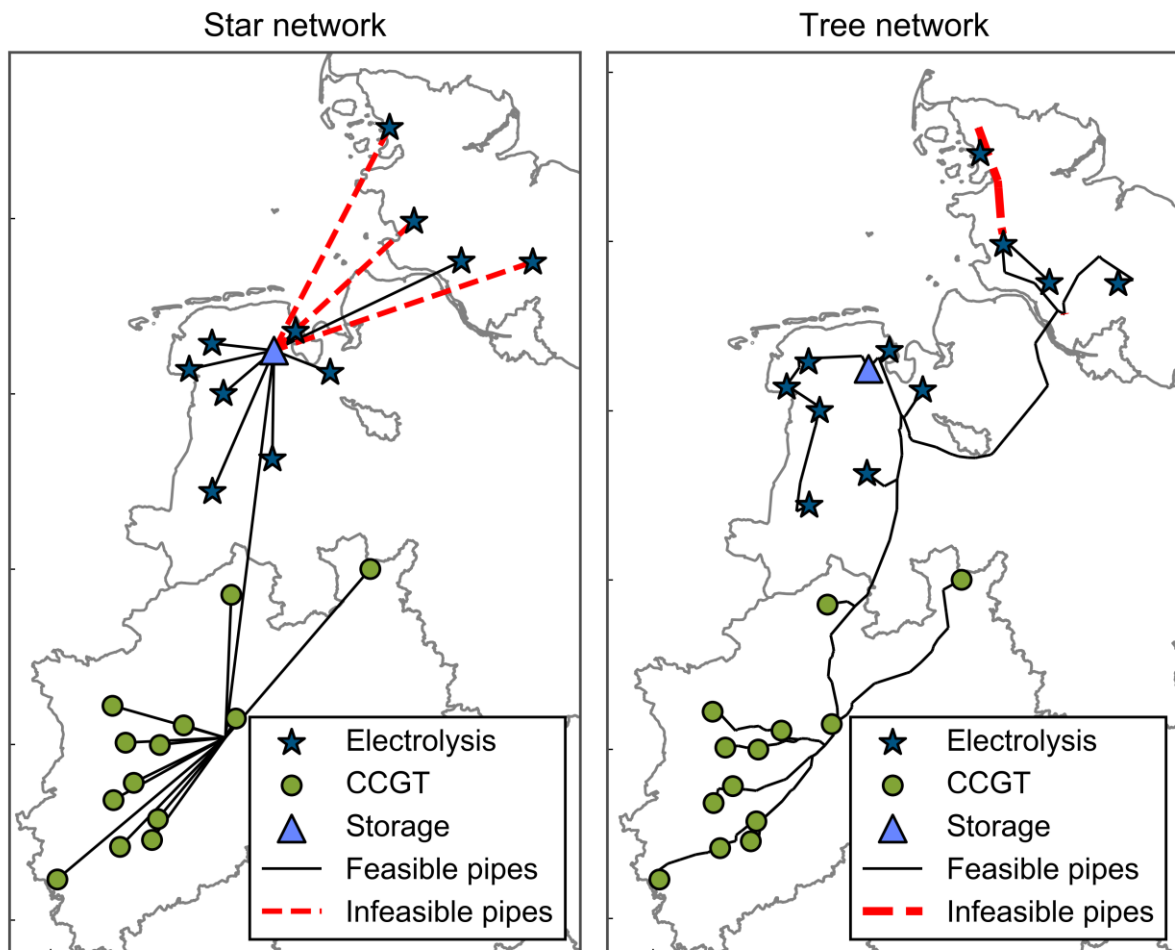 Star network
Tree network
Electrolysis
CCGT
Storage
Feasible pipes
Infeasible pipes
Electrolysis
CCGT
Storage
Feasible pipes
Infeasible pipes